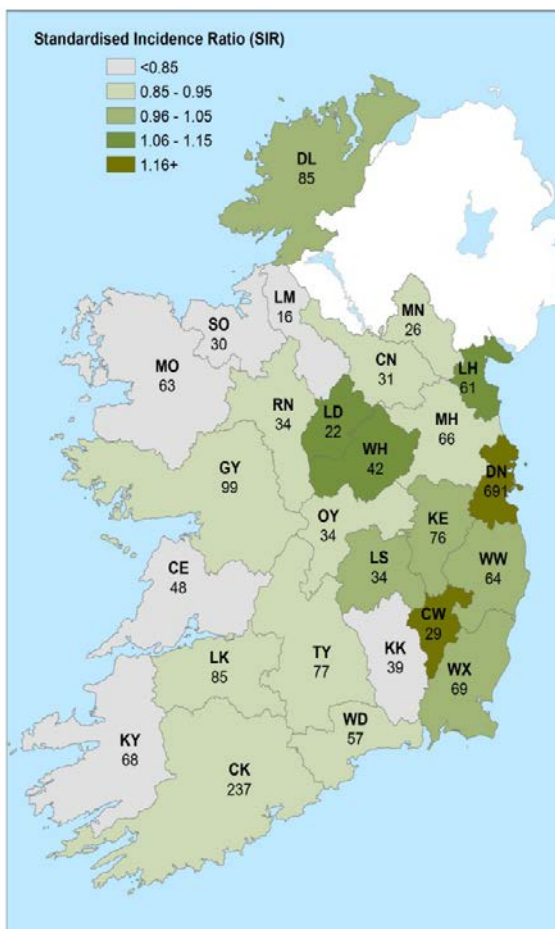 Standardised Incidence Ratio (SIR)
<0.85
0.85 - 0.95
0.96 - 1.05
1.06 - 1.15
1.16+
DL
85
LM
16
SO
30
MN
26
MO
63
CN
31
LH
61
RN
34
LD
22
MH
66
WH
42
GY
99
DN
691
OY
34
KE
76
LS
34
WW
64
CE
48
CW
29
KK
39
TY
77
LK
85
WX
69
WD
57
KY
68
CK
237